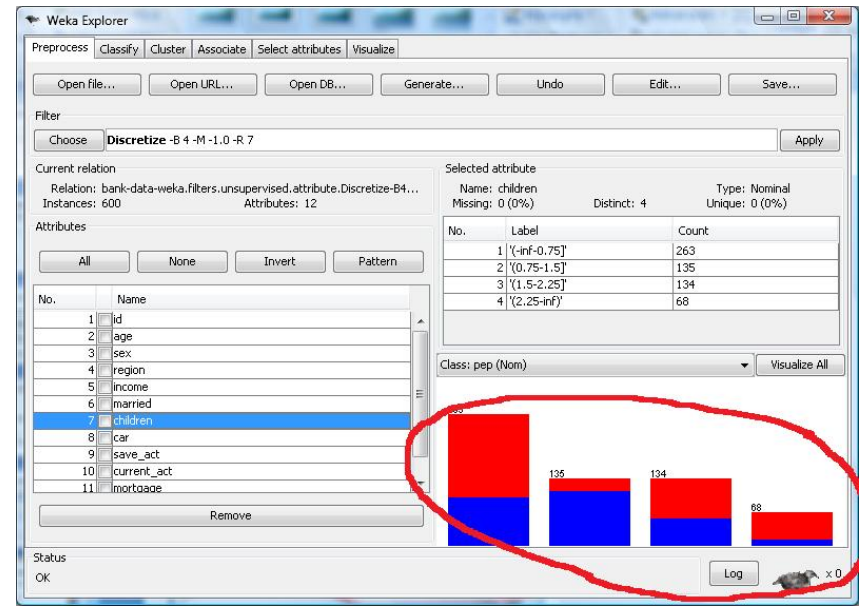 Weka Explorer
Preprocess Classify Cluster Associate Select attributes Visualize
Open file... Open URL... Open DB... Generate... Undo Edit... Save...
Filter
Choose Discretize -B 4 -M -1.0 -R 7 Apply
Current relation
Relation: bank-data-weka.filters.unsupervised.attribute.Discretize-B4...
Instances: 600 Attributes: 12
Attributes
All None Invert Pattern
No. Name
1 id
2 age
3 sex
4 region
5 income
6 married
7 children
8 car
9 save_act
10 current_act
11 mortgage
Remove
Selected attribute
Name: children Type: Nominal
Missing: 0 (0%) Distinct: 4 Unique: 0 (0%)
No. Label Count
1 '(-inf-0.75]' 263
2 '(0.75-1.5]' 135
3 '(1.5-2.25]' 134
4 '(2.25-inf)' 68
Class: pep (Nom) Visualize All
135 134
68
Status
OK
Log x 0